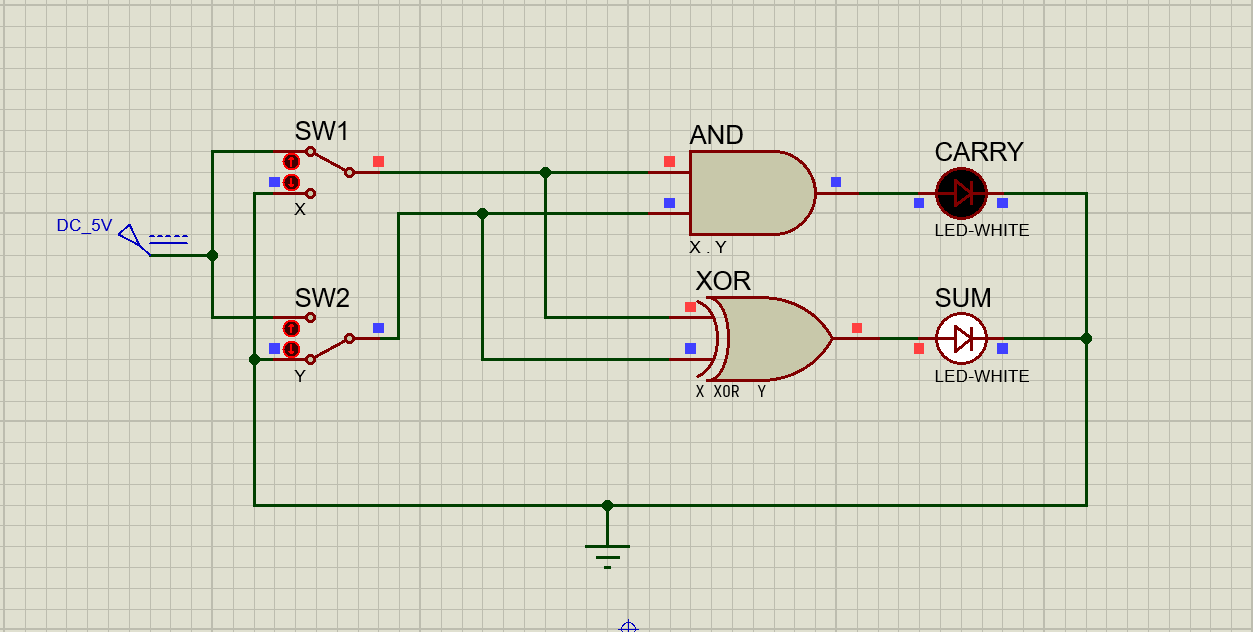 SW1
X
DC_5V
SW2
Y
AND
X . Y
XOR
X XOR Y
CARRY
LED-WHITE
SUM
LED-WHITE